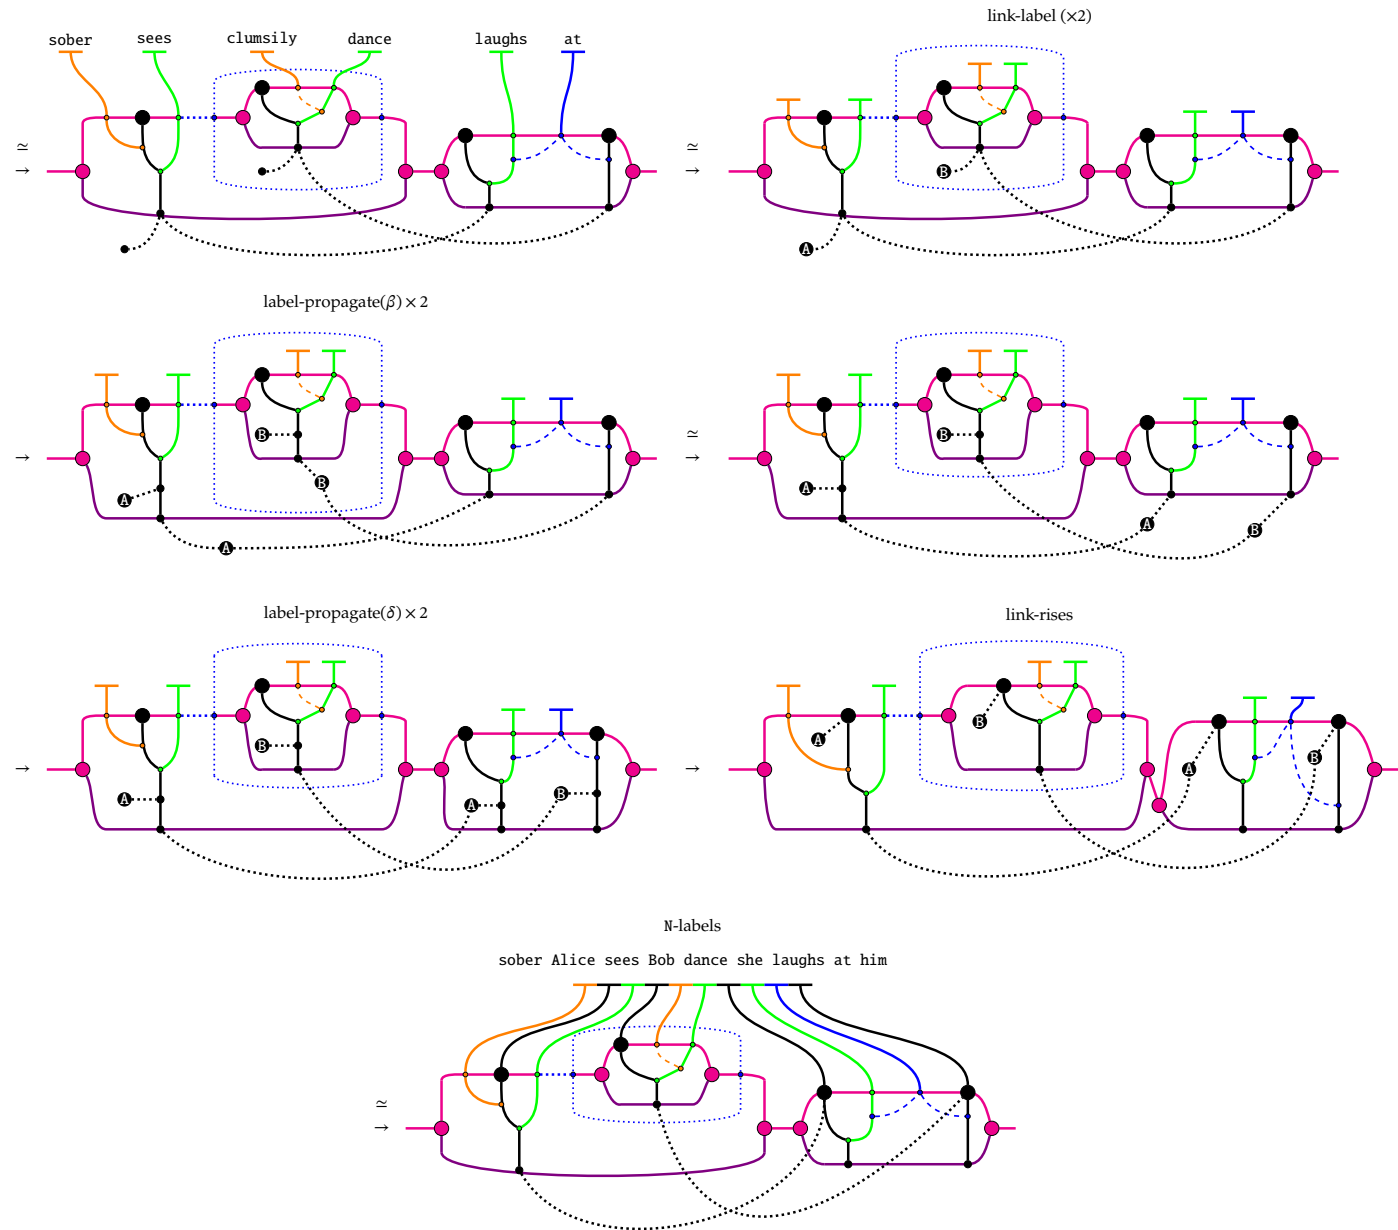 link-label (×2)
sober sees clumsily dance laughs at
≃
→
≃
→
B
A
label-propagate(β) × 2
→
B
A
B
A
≃
→
B
A
A
B
label-propagate(δ) × 2
link-rises
→
B
A
A
B
→
B
A
A
B
N-labels
sober Alice sees Bob dance she laughs at him
≃
→